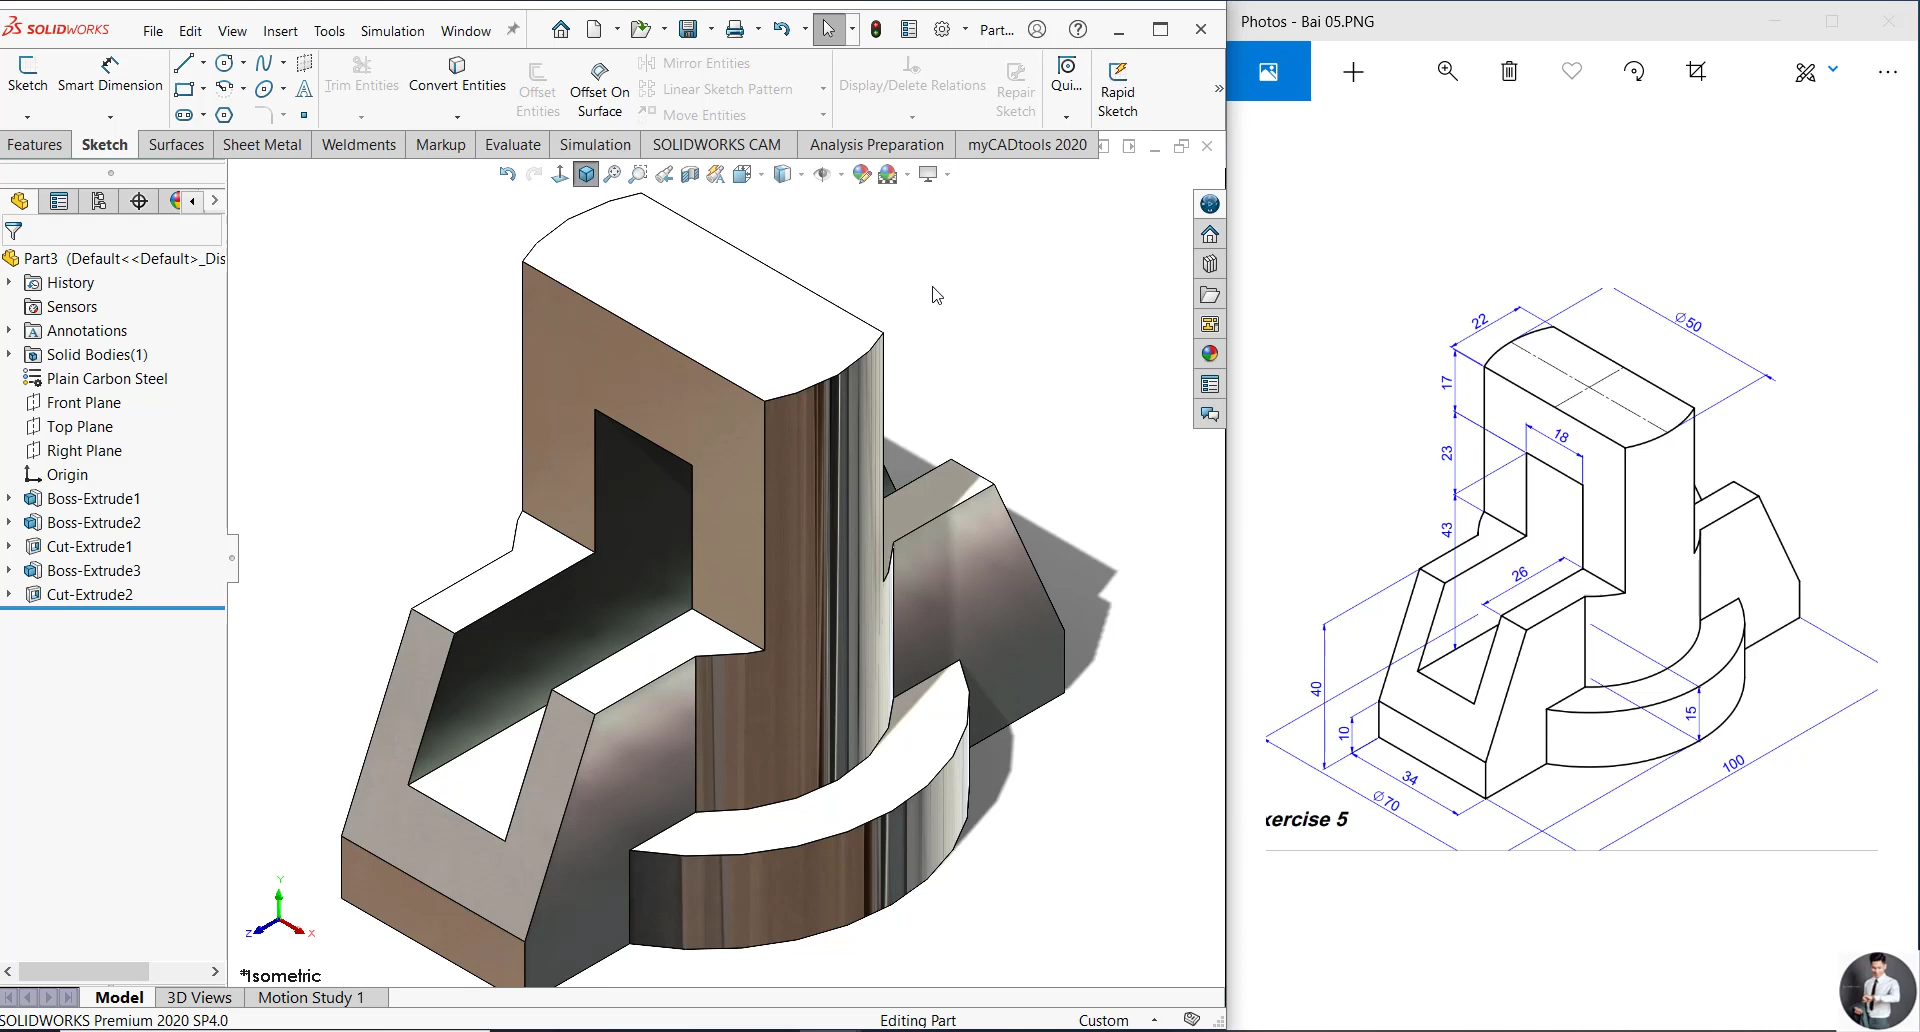 SOLIDWORKS File Edit View Insert Tools Simulation Window Part...
Photos - Bai 05.PNG
Sketch
Smart Dimension
Trim Entities
Convert Entities
Offset
Entities
Offset On
Surface
Mirror Entities
Linear Sketch Pattern
Move Entities
Display/Delete Relations
Repair
Sketch
Qui...
Rapid
Sketch
Features Sketch Surfaces Sheet Metal Weldments Markup Evaluate Simulation SOLIDWORKS CAM Analysis Preparation myCADtools 2020
Part3 (Default<<Default>_Dis
History
Sensors
Annotations
Solid Bodies(1)
Plain Carbon Steel
Front Plane
Top Plane
Right Plane
Origin
Boss-Extrude1
Boss-Extrude2
Cut-Extrude1
Boss-Extrude3
Cut-Extrude2
Y
Z
X
*Isometric
22
Ø50
17
18
23
43
26
40
15
10
34
100
Ø70
xercise 5
Model 3D Views Motion Study 1
SOLIDWORKS Premium 2020 SP4.0
Editing Part
Custom